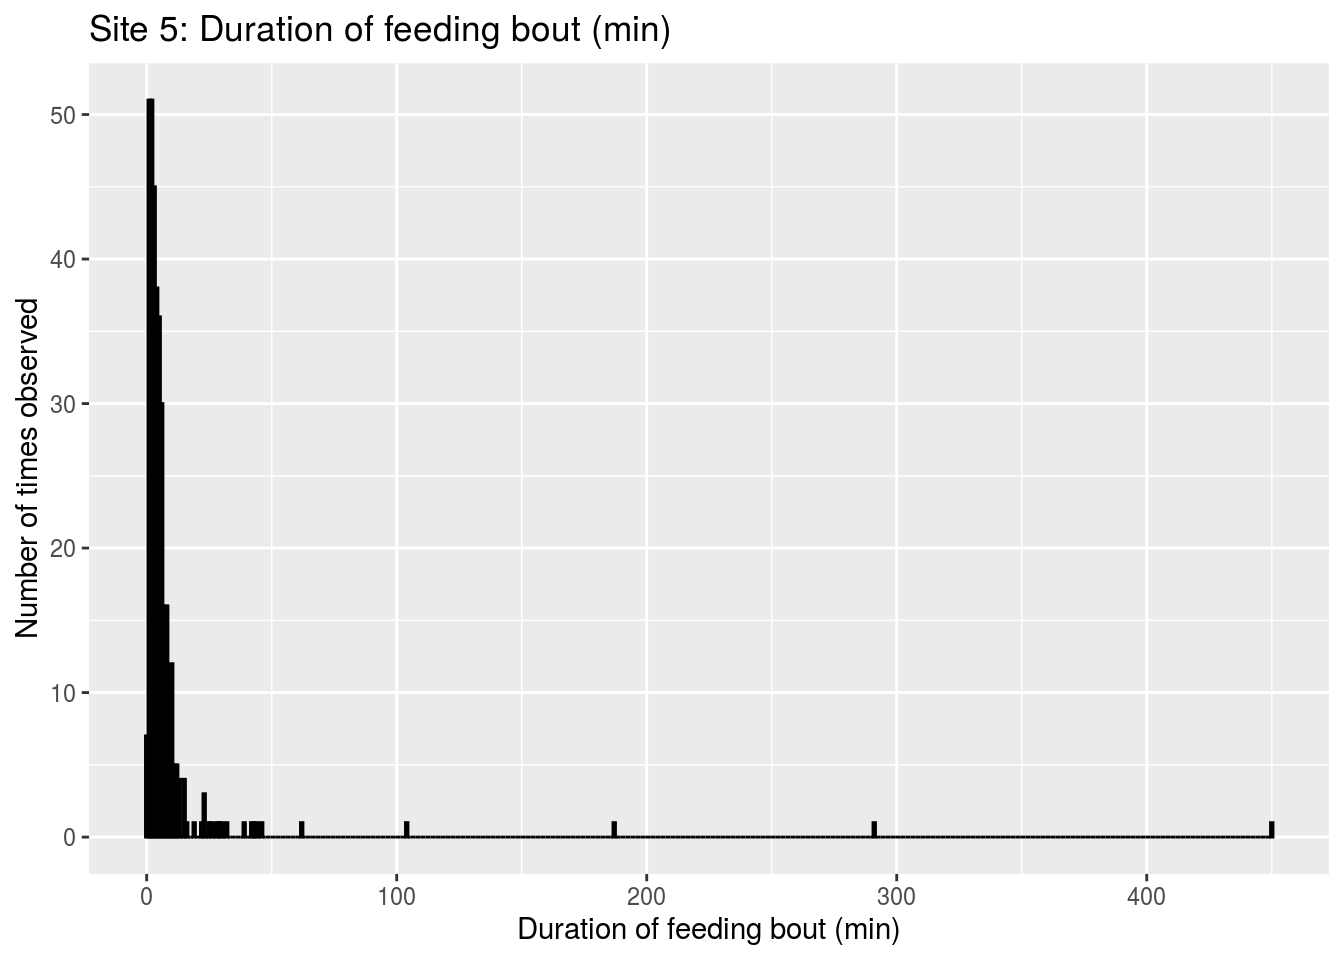 Site 5: Duration of feeding bout (min)
50
40
30
20
10
0
Number of times observed
0 100 200 300 400
Duration of feeding bout (min)